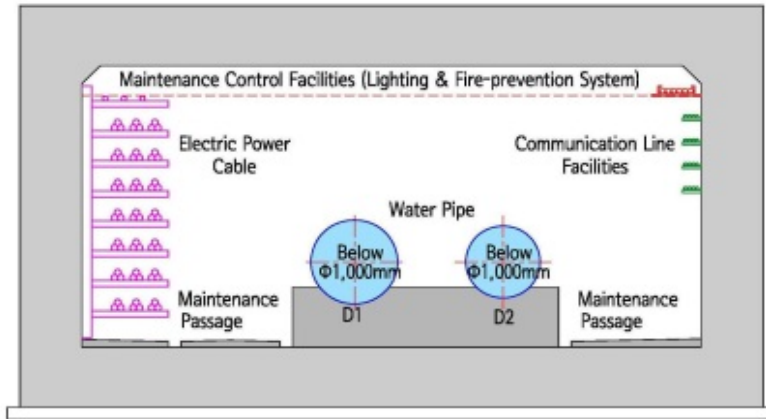 Maintenance Control Facilities (Lighting & Fire-prevention System)
Electric Power
Cable
Communication Line
Facilities
Water Pipe
Below
Φ1,000mm
Below
Φ1,000mm
Maintenance
Passage
D1
D2
Maintenance
Passage